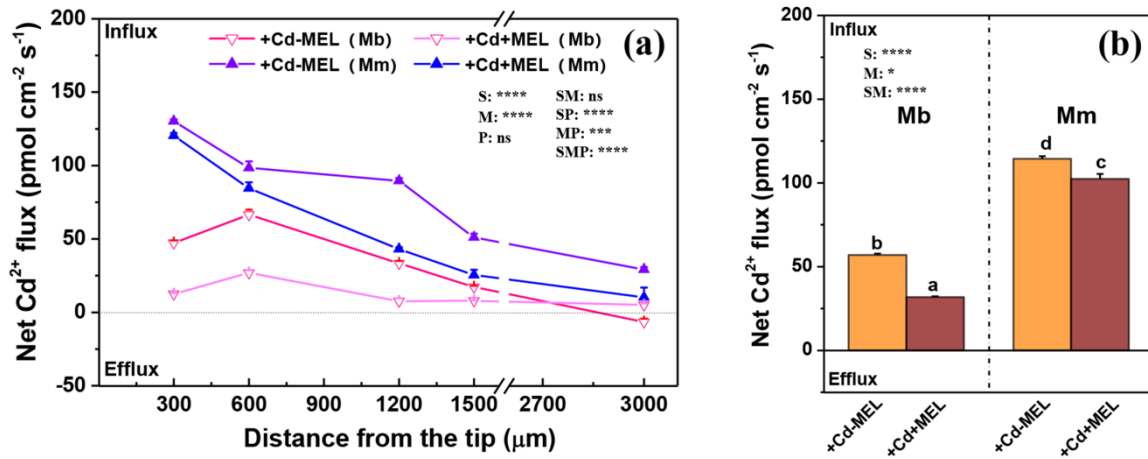 Net Cd²⁺ flux (pmol cm⁻² s⁻¹)
200
150
100
50
0
-50
Influx
+Cd-MEL（Mb） +Cd+MEL（Mb）
+Cd-MEL（Mm） +Cd+MEL（Mm）
(a)
S: **** SM: ns
M: **** SP: ****
P: ns MP: ***
SMP: ****
Efflux
300 600 900 1200 1500 2700 3000
Distance from the tip (μm)
Net Cd²⁺ flux (pmol cm⁻² s⁻¹)
200
150
100
50
0
Influx
(b)
S: ****
M: *
SM: ****
Mb Mm
b a d c
Efflux
+Cd-MEL +Cd+MEL +Cd-MEL +Cd+MEL